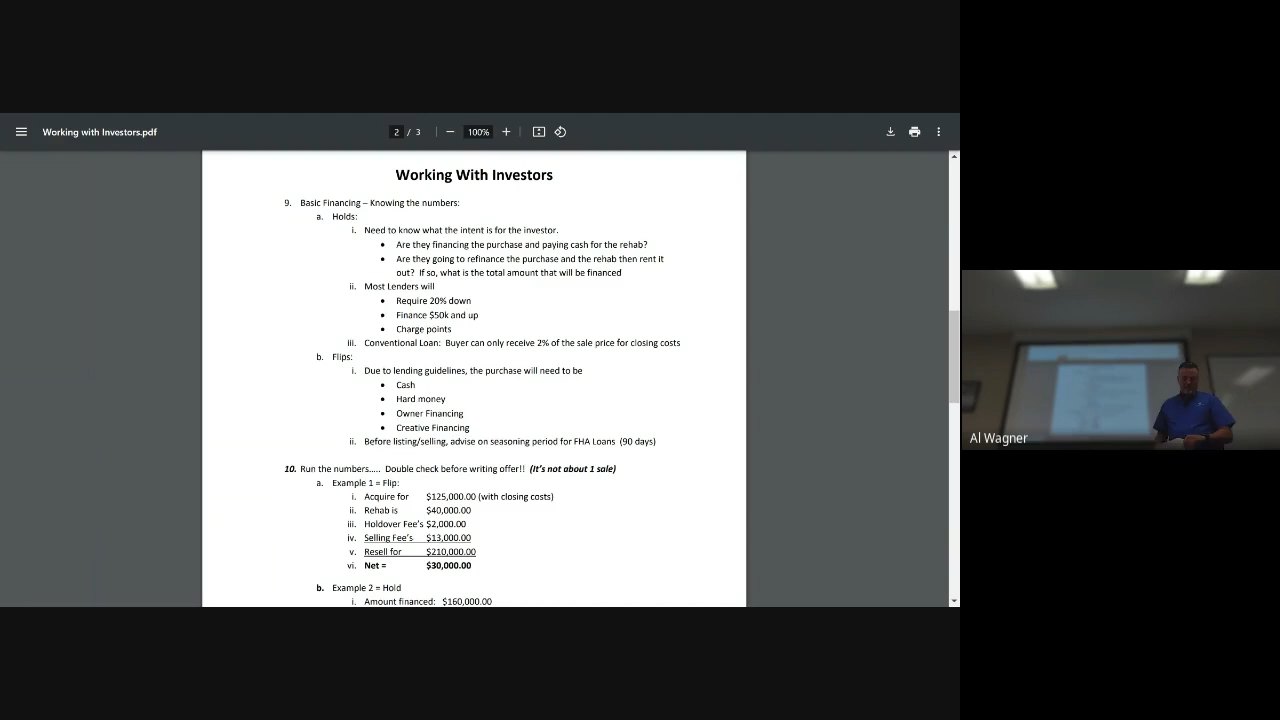 Working with Investors.pdf
2 / 3
100%
Working With Investors
9. Basic Financing – Knowing the numbers:
a. Holds:
i. Need to know what the intent is for the investor.
• Are they financing the purchase and paying cash for the rehab?
• Are they going to refinance the purchase and the rehab then rent it
out? If so, what is the total amount that will be financed
ii. Most Lenders will
• Require 20% down
• Finance $50k and up
• Charge points
iii. Conventional Loan: Buyer can only receive 2% of the sale price for closing costs
b. Flips:
i. Due to lending guidelines, the purchase will need to be
• Cash
• Hard money
• Owner Financing
• Creative Financing
ii. Before listing/selling, advise on seasoning period for FHA Loans (90 days)
10. Run the numbers….. Double check before writing offer!! (It's not about 1 sale)
a. Example 1 = Flip:
i. Acquire for $125,000.00 (with closing costs)
ii. Rehab is $40,000.00
iii. Holdover Fee's $2,000.00
iv. Selling Fee's $13,000.00
v. Resell for $210,000.00
vi. Net = $30,000.00
b. Example 2 = Hold
i. Amount financed: $160,000.00
Al Wagner